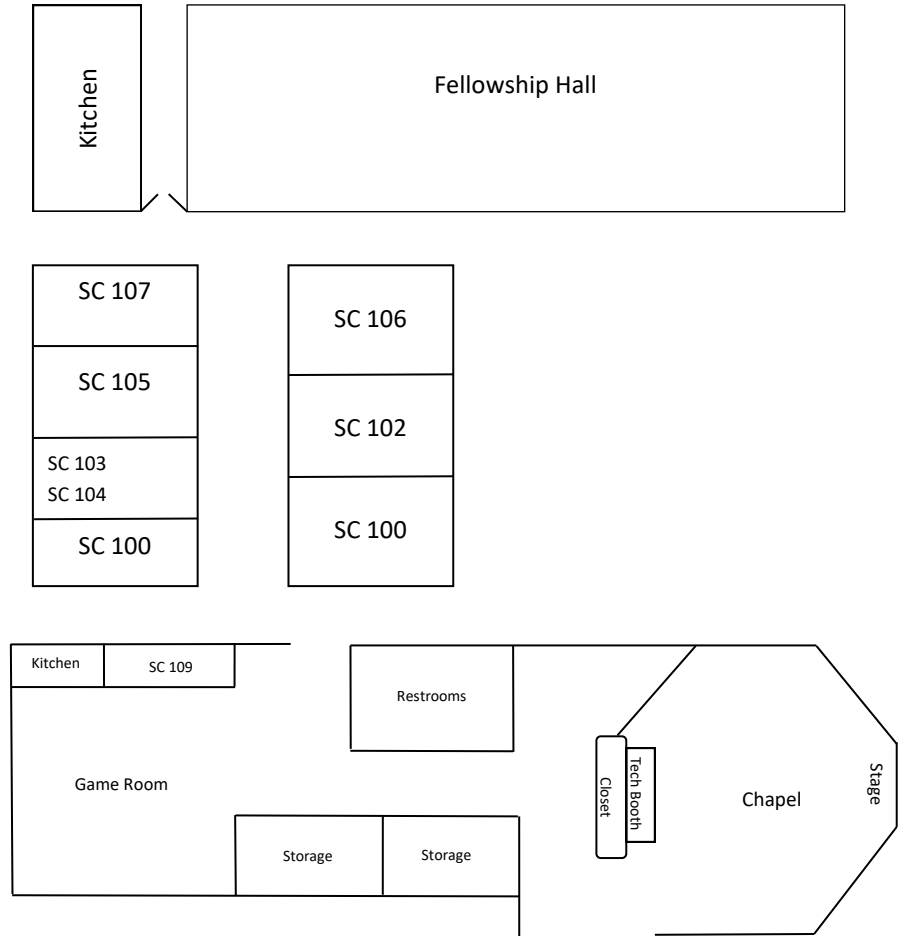 Kitchen
Fellowship Hall
SC 107
SC 105
SC 103
SC 104
SC 100
SC 106
SC 102
SC 100
Kitchen
SC 109
Restrooms
Game Room
Storage
Storage
Closet
Tech Booth
Chapel
Stage